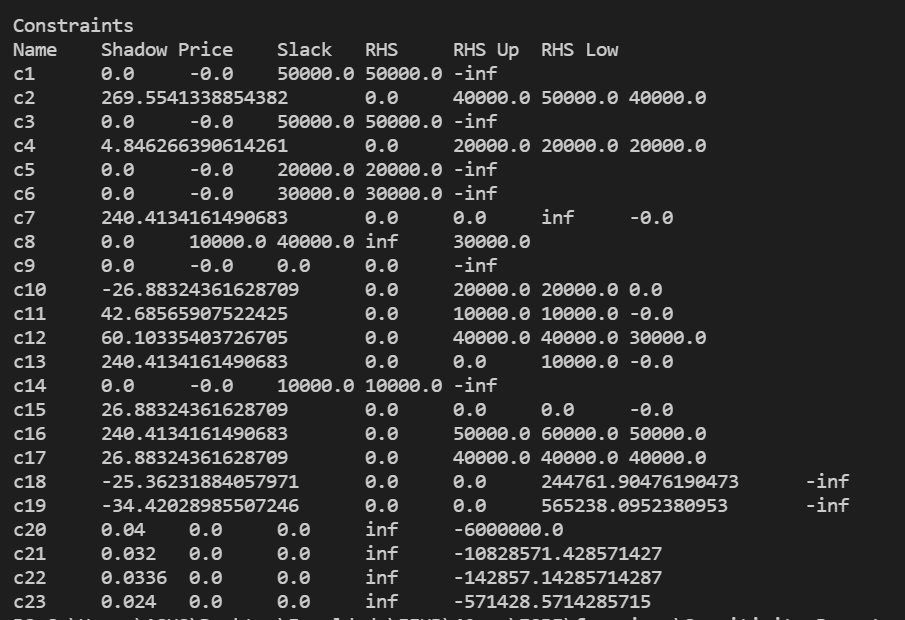 Constraints
Name Shadow Price Slack RHS RHS Up RHS Low
c1 0.0 -0.0 50000.0 50000.0 -inf
c2 269.5541338854382 0.0 40000.0 50000.0 40000.0
c3 0.0 -0.0 50000.0 50000.0 -inf
c4 4.846266390614261 0.0 20000.0 20000.0 20000.0
c5 0.0 -0.0 20000.0 20000.0 -inf
c6 0.0 -0.0 30000.0 30000.0 -inf
c7 240.4134161490683 0.0 0.0 inf -0.0
c8 0.0 10000.0 40000.0 inf 30000.0
c9 0.0 -0.0 0.0 0.0 -inf
c10 -26.88324361628709 0.0 20000.0 20000.0 0.0
c11 42.68565907522425 0.0 10000.0 10000.0 -0.0
c12 60.10335403726705 0.0 40000.0 40000.0 30000.0
c13 240.4134161490683 0.0 0.0 10000.0 -0.0
c14 0.0 -0.0 10000.0 10000.0 -inf
c15 26.88324361628709 0.0 0.0 0.0 -0.0
c16 240.4134161490683 0.0 50000.0 60000.0 50000.0
c17 26.88324361628709 0.0 40000.0 40000.0 40000.0
c18 -25.36231884057971 0.0 0.0 244761.90476190473 -inf
c19 -34.42028985507246 0.0 0.0 565238.0952380953 -inf
c20 0.04 0.0 0.0 inf -6000000.0
c21 0.032 0.0 0.0 inf -10828571.428571427
c22 0.0336 0.0 0.0 inf -142857.14285714287
c23 0.024 0.0 0.0 inf -571428.5714285715